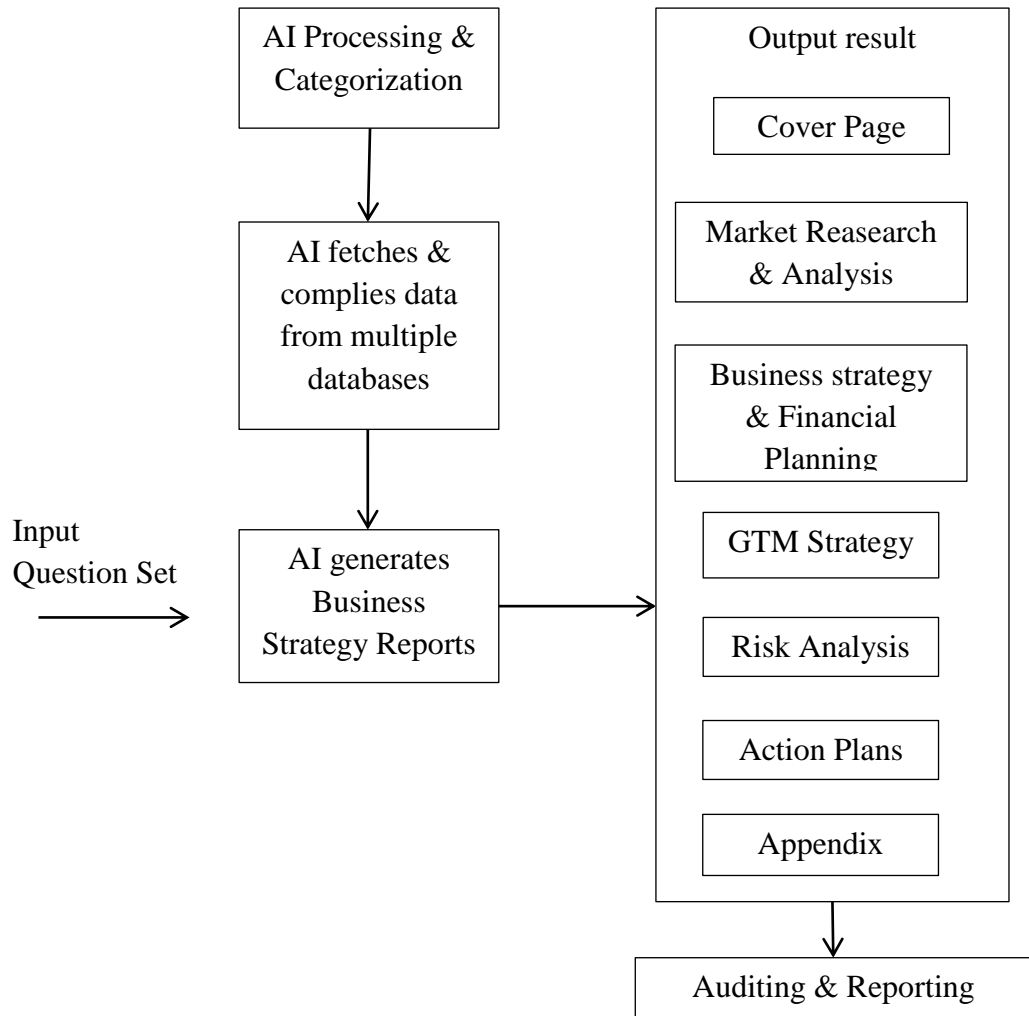 AI Processing &
Categorization
AI fetches &
complies data
from multiple
databases
Input
Question Set
AI generates
Business
Strategy Reports
Output result
Cover Page
Market Reasearch
& Analysis
Business strategy
& Financial
Planning
GTM Strategy
Risk Analysis
Action Plans
Appendix
Auditing & Reporting